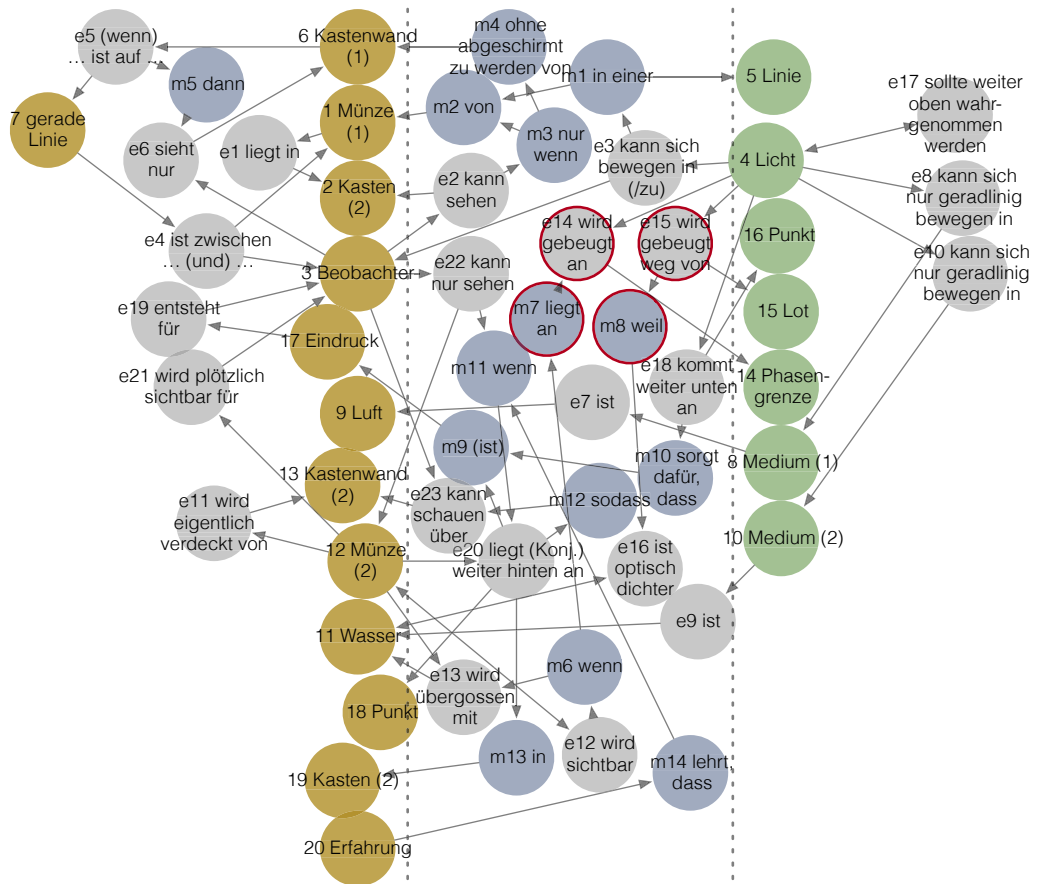 e5 (wenn)
… ist auf …
6 Kastenwand
(1)
m4 ohne
abgeschirmt
zu werden von
m1 in einer
5 Linie
e17 sollte weiter
oben wahr-
genommen
werden
m5 dann
7 gerade
Linie
1 Münze
(1)
m2 von
m3 nur
wenn
e6 sieht
nur
e1 liegt in
e3 kann sich
bewegen in
(/zu)
4 Licht
2 Kasten
(2)
e2 kann
sehen
e8 kann sich
nur geradlinig
bewegen in
e14 wird
gebeugt
an
e15 wird
gebeugt
weg von
16 Punkt
e4 ist zwischen
… (und) …
3 Beobachter
e22 kann
nur sehen
e10 kann sich
nur geradlinig
bewegen in
e19 entsteht
für
m7 liegt
an
m8 weil
15 Lot
17 Eindruck
e21 wird plötzlich
sichtbar für
m11 wenn
e18 kommt
weiter unten
an
14 Phasen-
grenze
9 Luft
e7 ist
m9 (ist)
m10 sorgt
dafür,
dass
8 Medium (1)
13 Kastenwand
(2)
e23 kann
schauen
über
m12 sodass
e11 wird
eigentlich
verdeckt von
10 Medium (2)
12 Münze
(2)
e20 liegt (Konj.)
weiter hinten an
e16 ist
optisch
dichter
11 Wasser
e9 ist
m6 wenn
e13 wird
übergossen
mit
18 Punkt
m13 in
e12 wird
sichtbar
m14 lehrt,
dass
19 Kasten (2)
20 Erfahrung